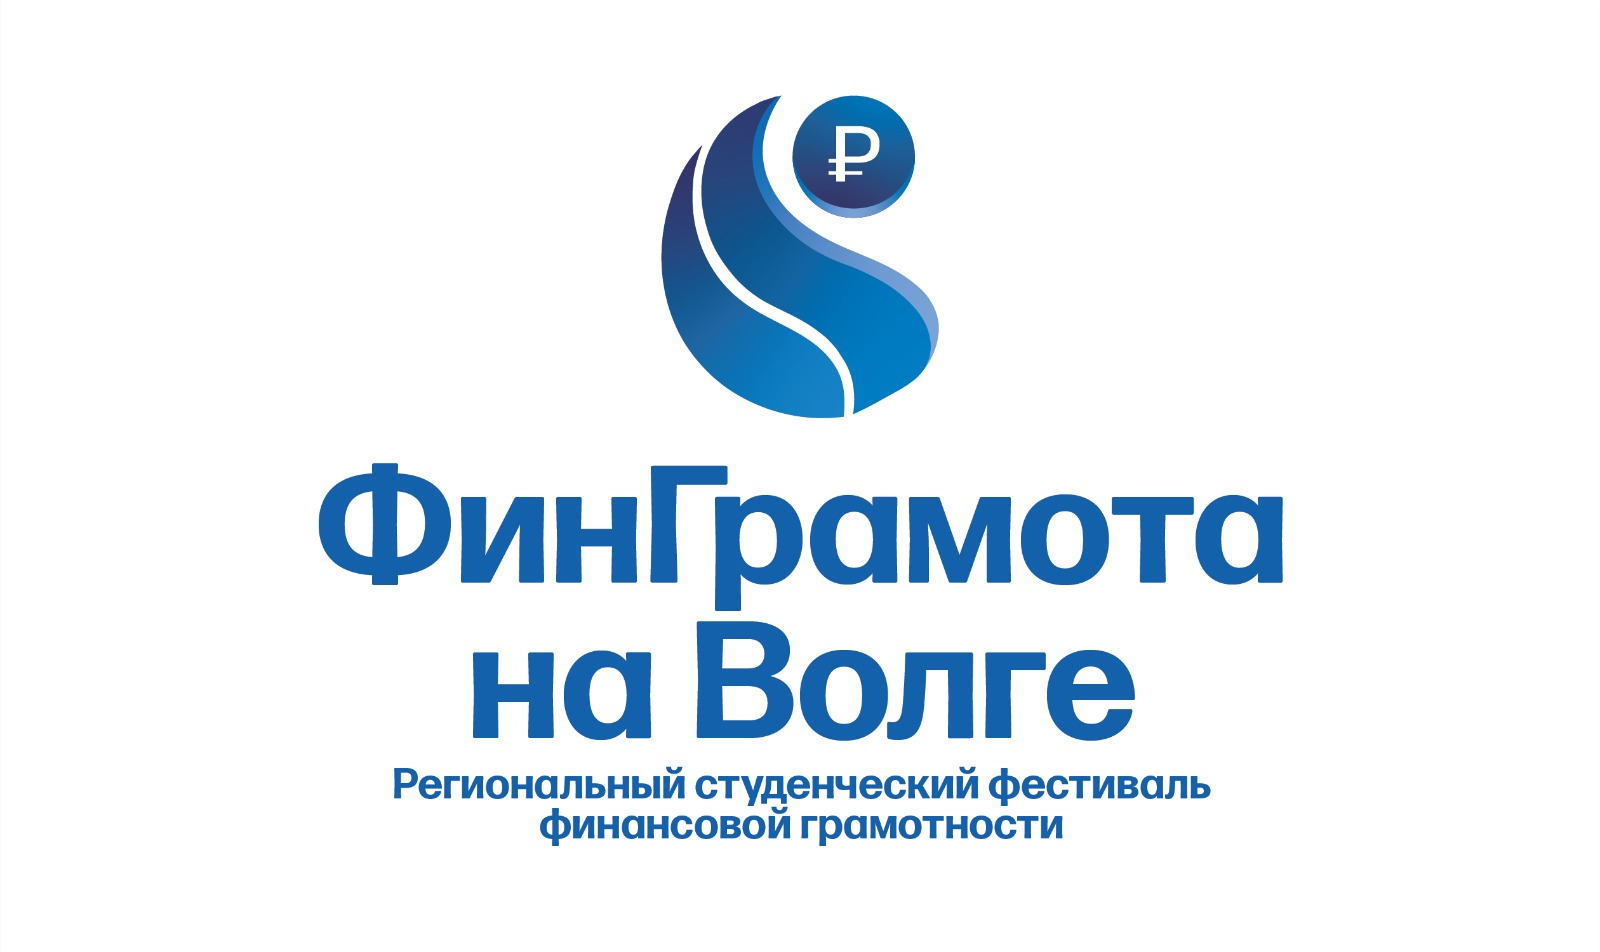 ₽
ФинГрамота
на Волге
Региональный студенческий фестиваль
финансовой грамотности